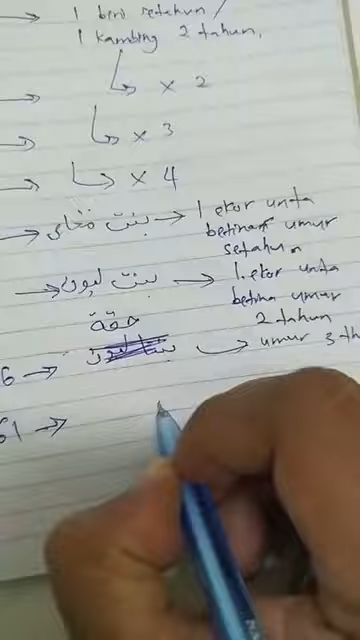 → 1 beri setahun /
1 kambing 2 tahun,
→ ↳ x 2
→ ↳ x 3
→ ↳ x 4
→ بنت مخاض → 1 ekor unta
betina umur
setahun
→ بنت لبون → 1 ekor unta
betina umur
2 tahun
حقة
6 → umur 3 th
61 →